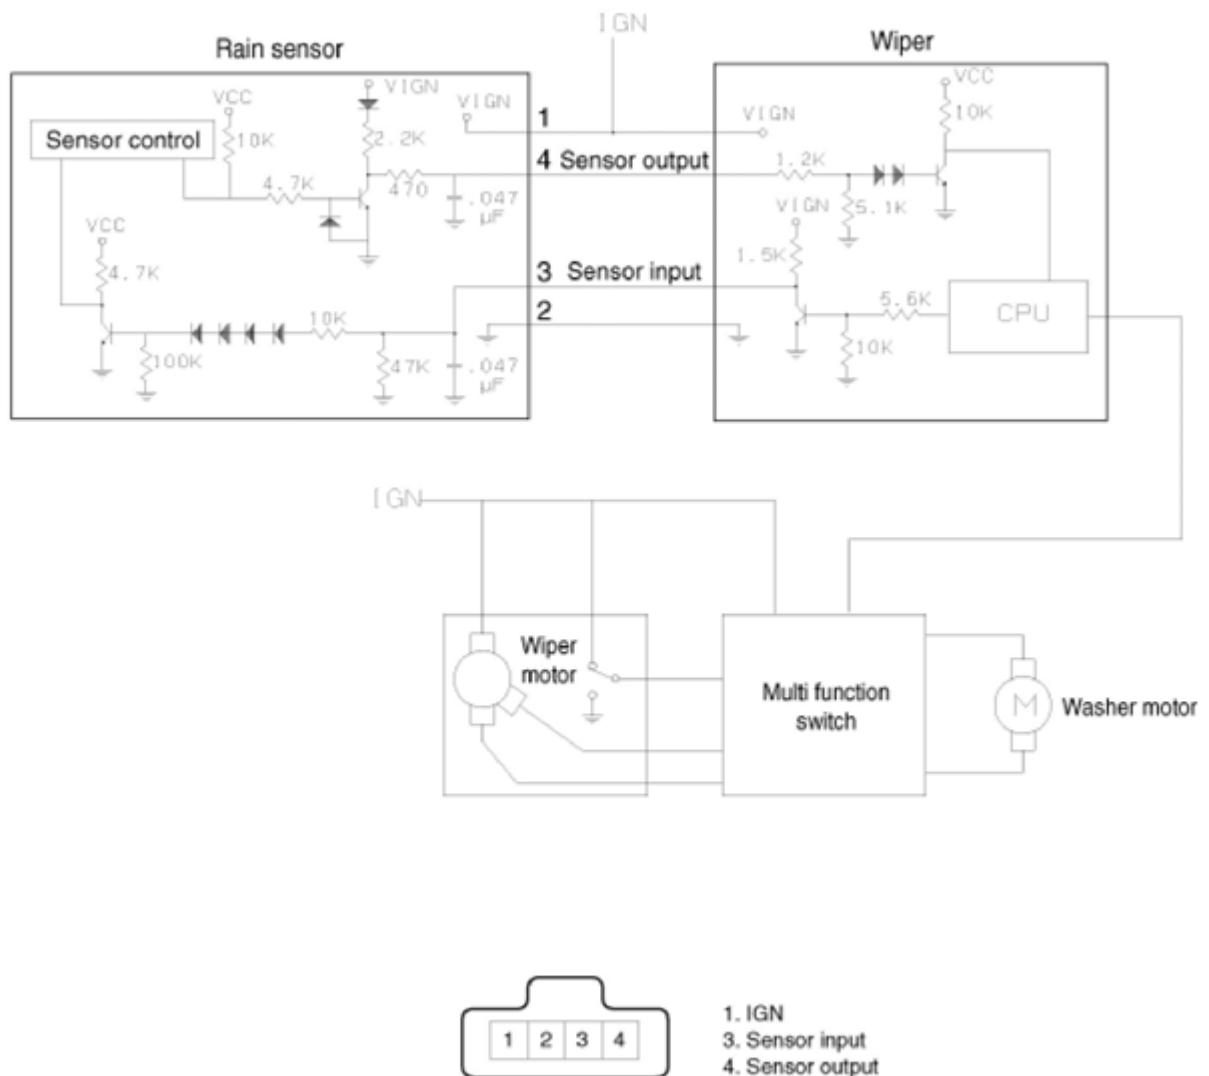 IGN
Rain sensor
Wiper
VCC
VIGN
VIGN
Sensor control
10K
2.2K
4.7K
470
.047
µF
VCC
4.7K
10K
100K
47K
.047
µF
1
4 Sensor output
3 Sensor input
2
VCC
10K
VIGN
1.2K
VIGN
5.1K
1.5K
5.6K
CPU
10K
IGN
Wiper
motor
Multi function
switch
M
Washer motor
1 2 3 4
1. IGN
3. Sensor input
4. Sensor output